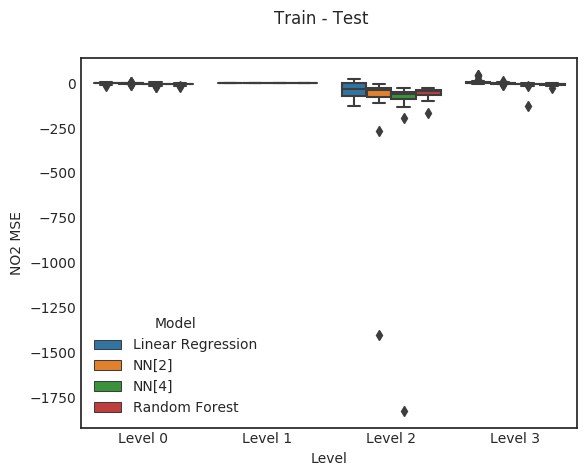 Train - Test
NO2 MSE
0
−250
−500
−750
−1000
−1250
−1500
−1750
Model
Linear Regression
NN[2]
NN[4]
Random Forest
Level 0 Level 1 Level 2 Level 3
Level